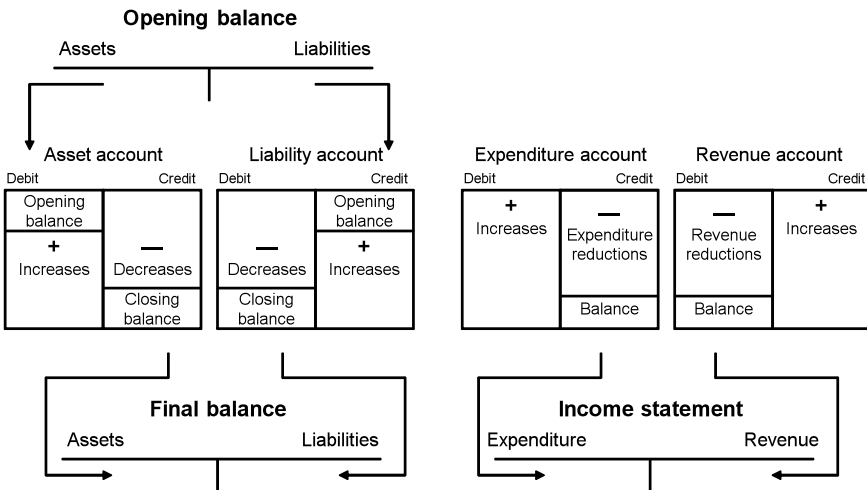 Opening balance
Assets Liabilities
Asset account Liability account Expenditure account Revenue account
Debit Credit Debit Credit Debit Credit Debit Credit
Opening
balance
+
Increases
—
Decreases
Closing
balance
—
Decreases
Closing
balance
Opening
balance
+
Increases
+
Increases
—
Expenditure
reductions
Balance
—
Revenue
reductions
Balance
+
Increases
Final balance
Assets Liabilities
Income statement
Expenditure Revenue